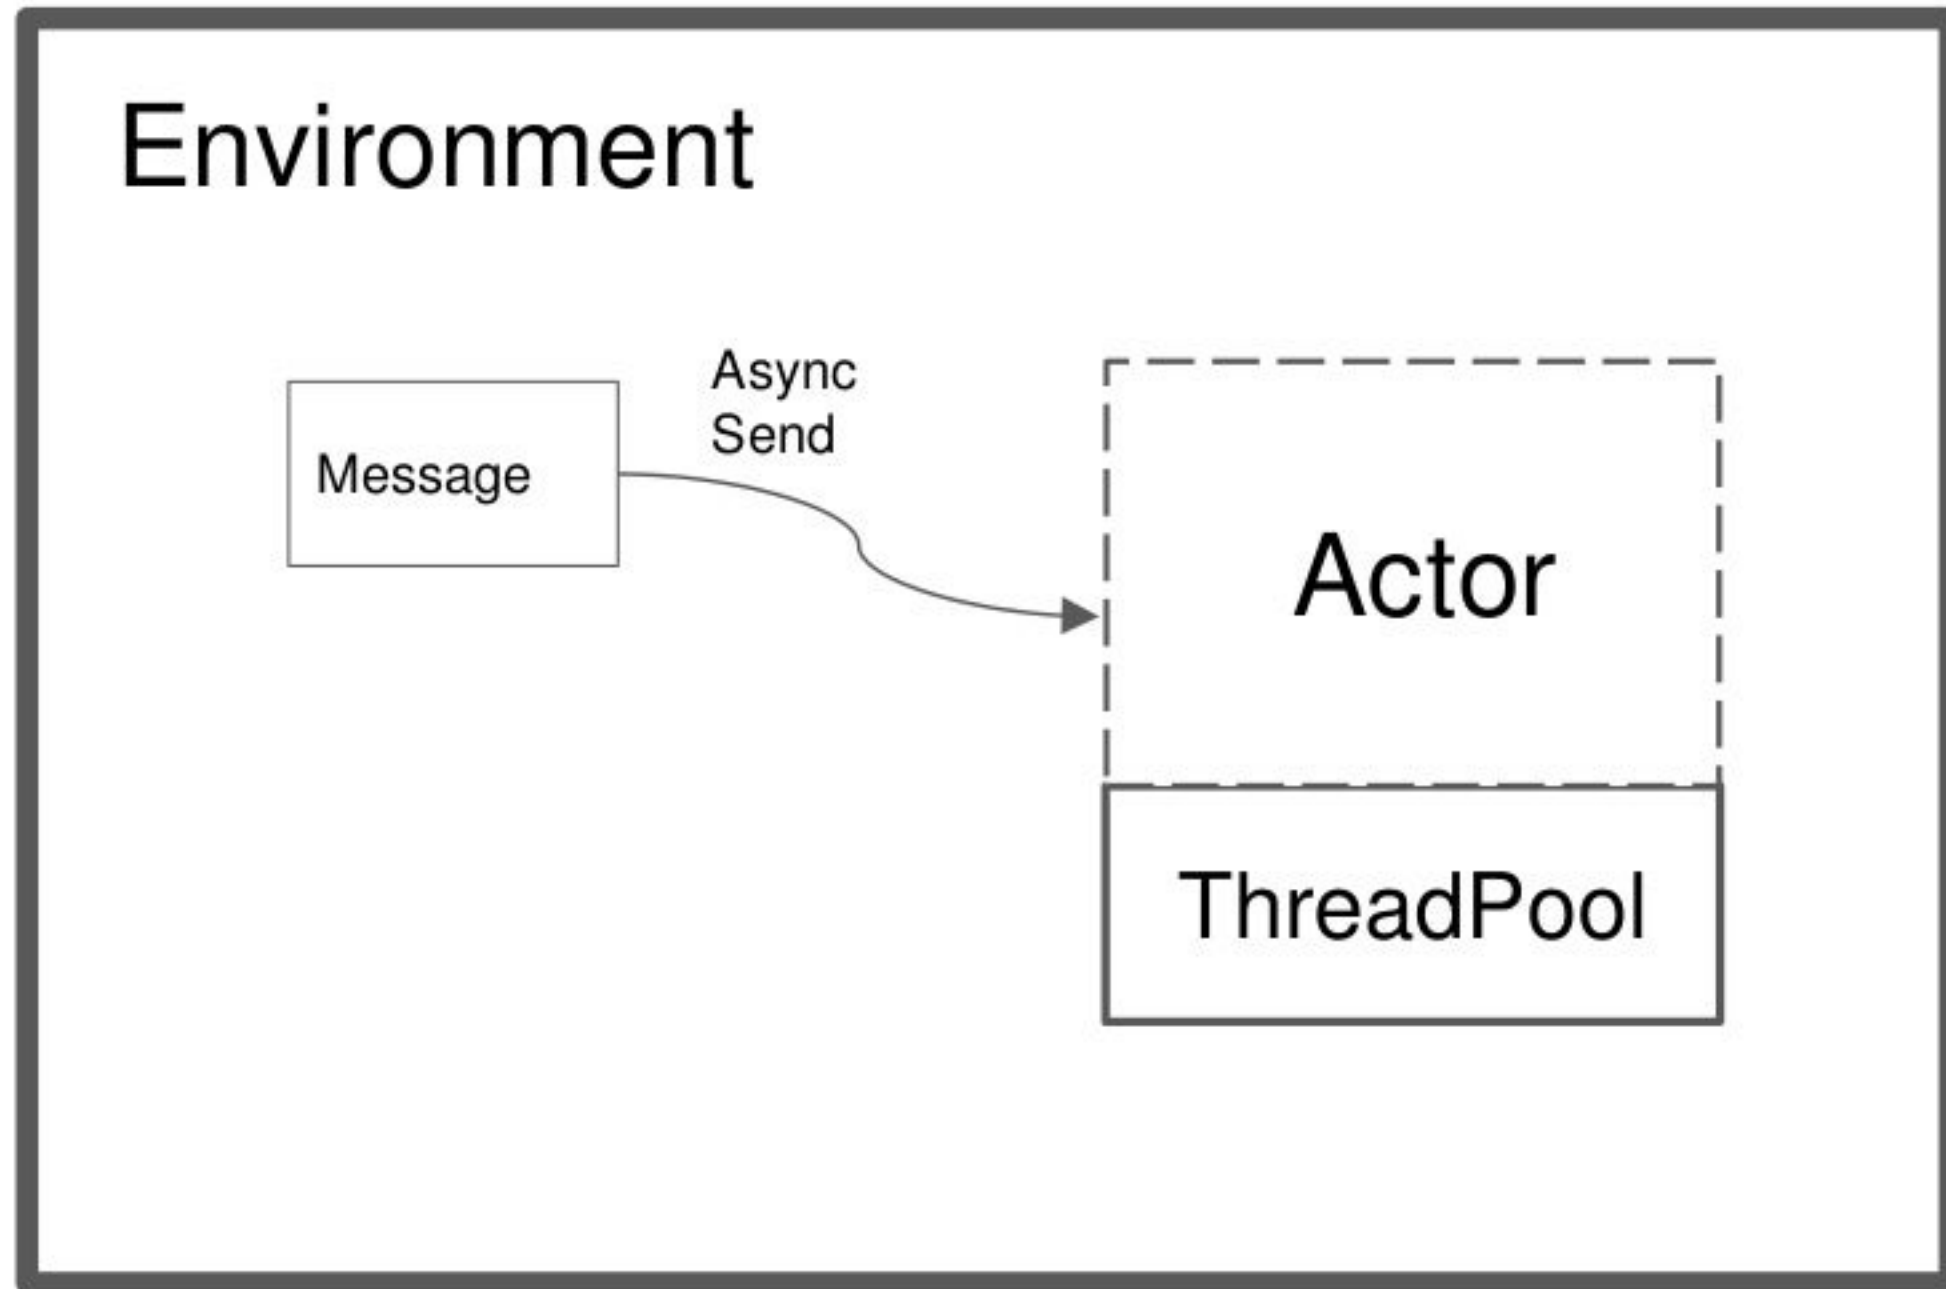 Environment
Async
Send
Message
Actor
ThreadPool